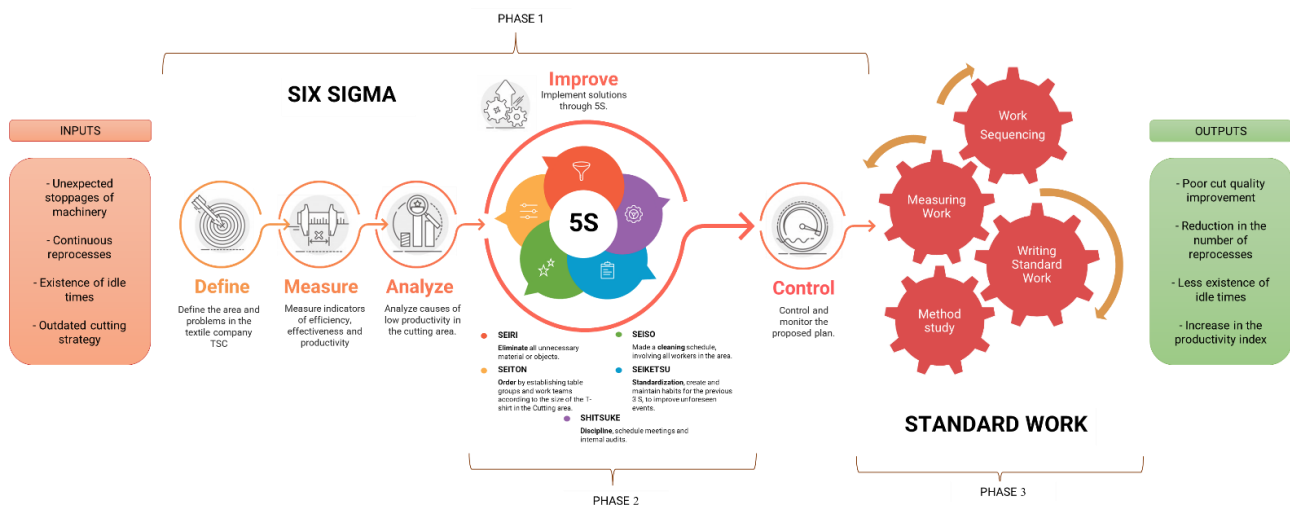 PHASE 1
SIX SIGMA
Improve
Implement solutions
through 5S.
INPUTS
- Unexpected
stoppages of
machinery
- Continuous
reprocesses
- Existence of idle
times
- Outdated cutting
strategy
Define
Define the area and
problems in the
textile company
TSC
Measure
Measure indicators
of efficiency,
effectiveness and
productivity
Analyze
Analyze causes of
low productivity in
the cutting area.
5S
SEIRI
Eliminate all unnecessary
material or objects.
SEITON
Order by establishing table
groups and work teams
according to the size of the T-
shirt in the Cutting area.
SEISO
Made a cleaning schedule,
involving all workers in the area.
SEIKETSU
Standardization, create and
maintain habits for the previous
3 S, to improve unforeseen
events.
SHITSUKE
Discipline, schedule meetings and
internal audits.
Control
Control and
monitor the
proposed plan.
Work
Sequencing
Measuring
Work
Writing
Standard
Work
Method
study
STANDARD WORK
OUTPUTS
- Poor cut quality
improvement
- Reduction in the
number of
reprocesses
- Less existence of
idle times
- Increase in the
productivity index
PHASE 2
PHASE 3